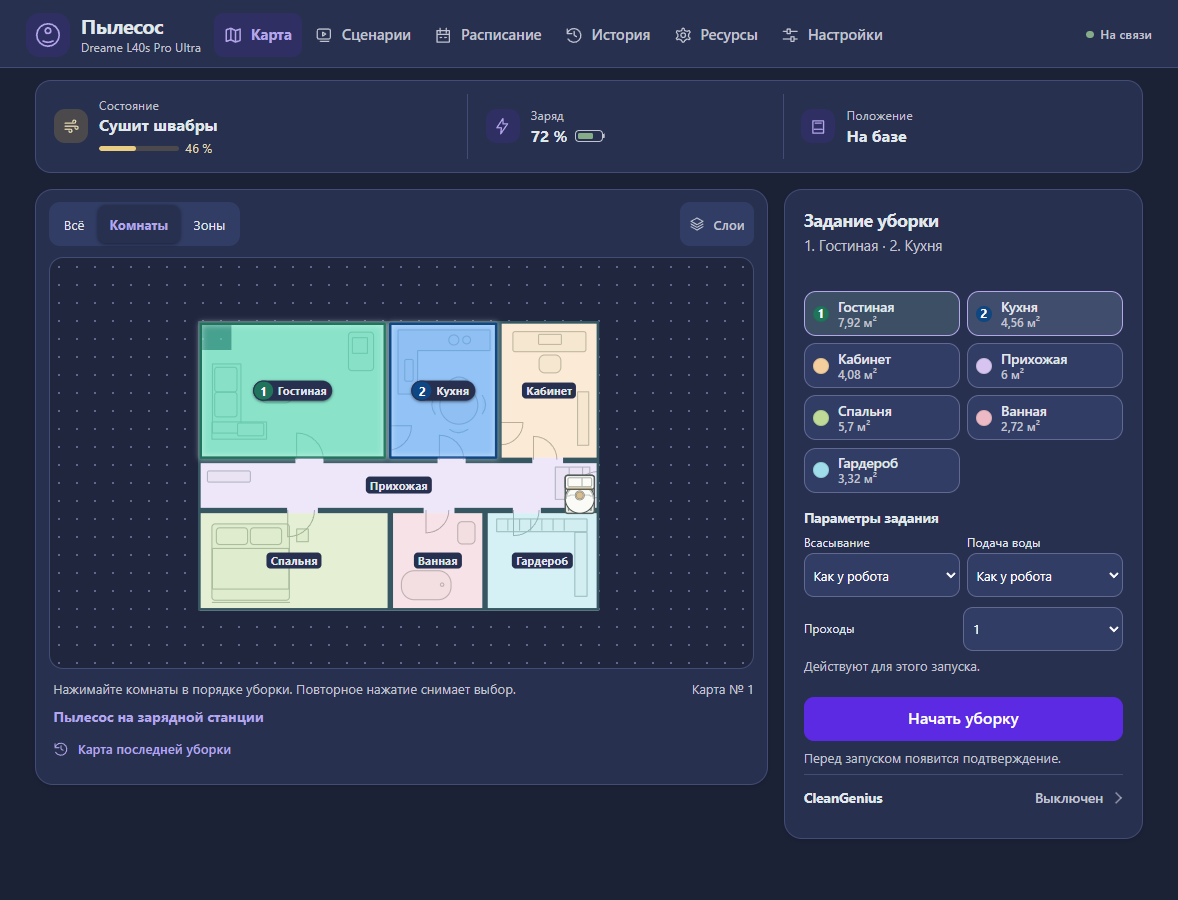 Пылесос
Dreame L40s Pro Ultra
Карта
Сценарии
Расписание
История
Ресурсы
Настройки
На связи
Состояние
Сушит швабры
46 %
Заряд
72 %
Положение
На базе
Всё
Комнаты
Зоны
Слои
1 Гостиная
2 Кухня
Кабинет
Прихожая
Спальня
Ванная
Гардероб
Нажимайте комнаты в порядке уборки. Повторное нажатие снимает выбор.
Карта № 1
Пылесос на зарядной станции
Карта последней уборки
Задание уборки
1. Гостиная · 2. Кухня
1 Гостиная
7,92 м²
2 Кухня
4,56 м²
Кабинет
4,08 м²
Прихожая
6 м²
Спальня
5,7 м²
Ванная
2,72 м²
Гардероб
3,32 м²
Параметры задания
Всасывание
Подача воды
Как у робота
Как у робота
Проходы
1
Действуют для этого запуска.
Начать уборку
Перед запуском появится подтверждение.
CleanGenius
Выключен